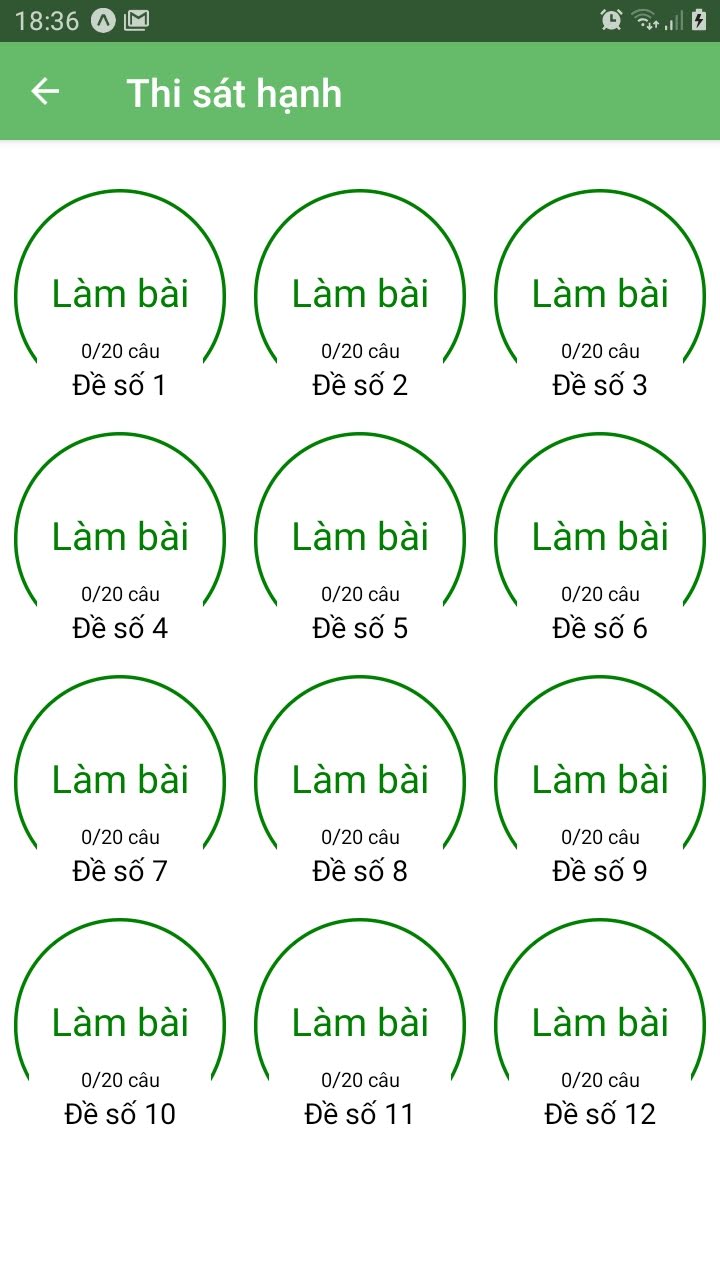 18:36
Thi sát hạnh
Làm bài Làm bài Làm bài
0/20 câu 0/20 câu 0/20 câu
Đề số 1 Đề số 2 Đề số 3
Làm bài Làm bài Làm bài
0/20 câu 0/20 câu 0/20 câu
Đề số 4 Đề số 5 Đề số 6
Làm bài Làm bài Làm bài
0/20 câu 0/20 câu 0/20 câu
Đề số 7 Đề số 8 Đề số 9
Làm bài Làm bài Làm bài
0/20 câu 0/20 câu 0/20 câu
Đề số 10 Đề số 11 Đề số 12